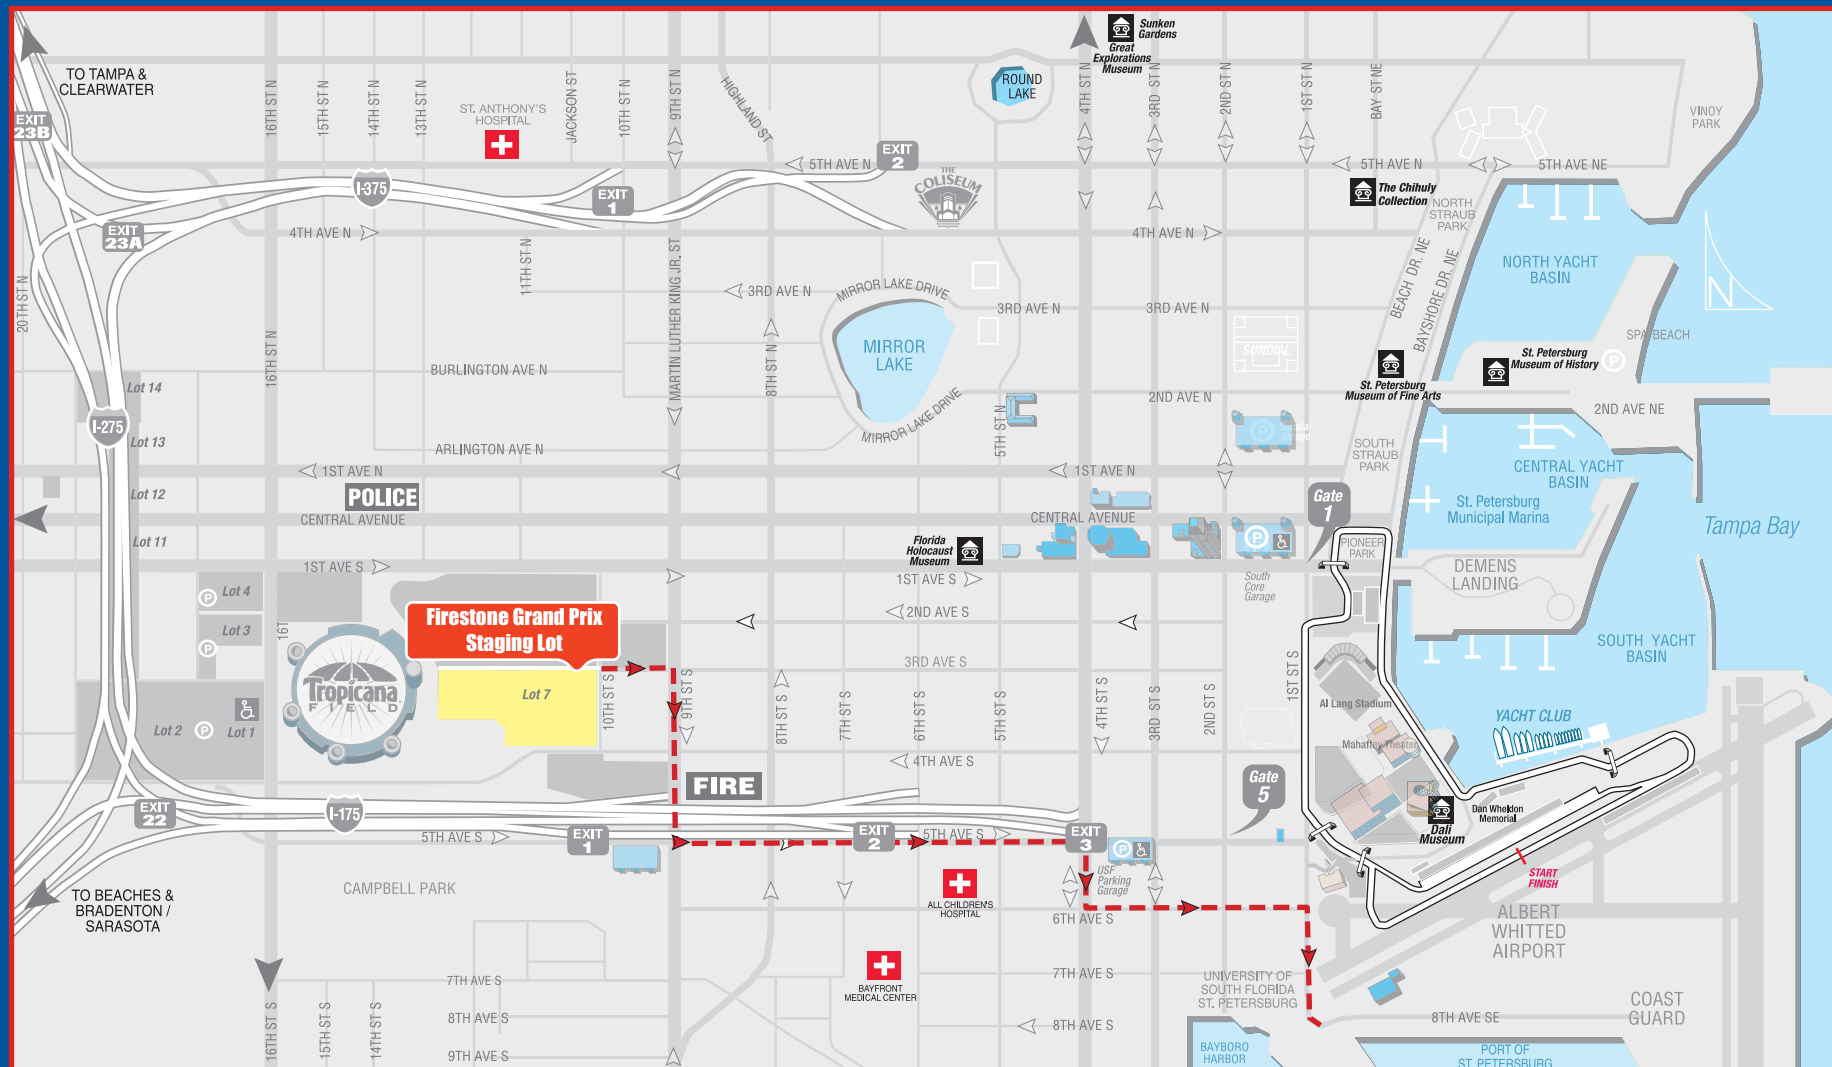 Sunken
Gardens
Great
Explorations
Museum
TO TAMPA &
CLEARWATER
EXIT
23B
16TH ST N
15TH ST N
14TH ST N
13TH ST N
ST. ANTHONY'S
HOSPITAL
JACKSON ST
10TH ST N
9TH ST N
HIGHLAND ST
ROUND
LAKE
4TH ST N
3RD ST N
2ND ST N
1ST ST N
BAY ST NE
VINOY
PARK
5TH AVE N
EXIT
2
5TH AVE N
5TH AVE NE
THE
COLISEUM
The Chihuly
Collection
NORTH
STRAUB
PARK
I-375
EXIT
1
EXIT
23A
4TH AVE N
4TH AVE N
11TH ST N
20TH ST N
MARTIN LUTHER KING JR. ST
3RD AVE N
MIRROR LAKE DRIVE
3RD AVE N
3RD AVE N
BEACH DR. NE
BAYSHORE DR. NE
NORTH YACHT
BASIN
N
SPA BEACH
P
16TH ST N
8TH ST N
MIRROR
LAKE
SUNDIAL
St. Petersburg
Museum of History
BURLINGTON AVE N
St. Petersburg
Museum of Fine Arts
Lot 14
2ND AVE N
2ND AVE NE
MIRROR LAKE DRIVE
5TH ST N
I-275
Lot 13
P
Sundial
Garage
SOUTH
STRAUB
PARK
ARLINGTON AVE N
1ST AVE N
1ST AVE N
CENTRAL YACHT
BASIN
Lot 12
POLICE
Gate
1
St. Petersburg
Municipal Marina
CENTRAL AVENUE
CENTRAL AVENUE
Tampa Bay
Lot 11
Florida
Holocaust
Museum
P
PIONEER
PARK
1ST AVE S
1ST AVE S
South
Core
Garage
DEMENS
LANDING
P
Lot 4
2ND AVE S
Firestone Grand Prix
Staging Lot
Lot 3
P
16T
SOUTH YACHT
BASIN
3RD AVE S
Tropicana
FIELD
Lot 7
10TH ST S
9TH ST S
8TH ST S
7TH ST S
6TH ST S
5TH ST S
4TH ST S
3RD ST S
2ND ST S
1ST ST S
Al Lang Stadium
YACHT CLUB
Lot 2
P
Lot 1
Mahaffey Theater
4TH AVE S
FIRE
Gate
5
EXIT
22
I-175
Dan Wheldon
Memorial
Dali
Museum
5TH AVE S
EXIT
1
EXIT
2
5TH AVE S
EXIT
3
P
USF
Parking
Garage
START
FINISH
TO BEACHES &
BRADENTON /
SARASOTA
CAMPBELL PARK
ALL CHILDREN'S
HOSPITAL
6TH AVE S
ALBERT
WHITTED
AIRPORT
7TH AVE S
BAYFRONT
MEDICAL CENTER
7TH AVE S
UNIVERSITY OF
SOUTH FLORIDA
ST. PETERSBURG
COAST
GUARD
16TH ST S
15TH ST S
14TH ST S
8TH AVE S
8TH AVE S
8TH AVE SE
9TH AVE S
BAYBORO
HARBOR
PORT OF
ST. PETERSBURG